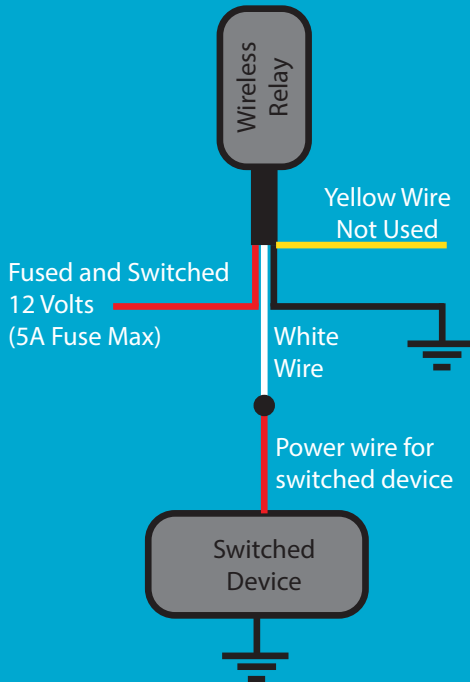 Wireless
Relay
Yellow Wire
Not Used
Fused and Switched
12 Volts
(5A Fuse Max)
White
Wire
Power wire for
switched device
Switched
Device